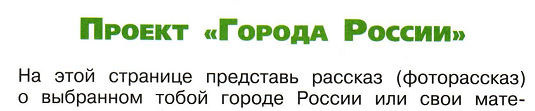 Проект «Города России»
На этой странице представь рассказ (фоторассказ)
о выбранном тобой городе России или свои мате-